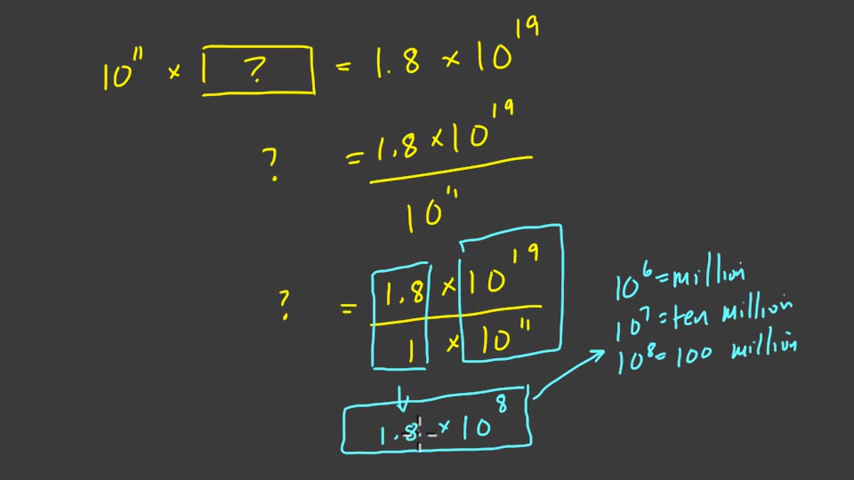 10¹¹ × ? = 1.8 × 10¹⁹
? = 1.8 × 10¹⁹
10¹¹
? = 1.8 × 10¹⁹
1 × 10¹¹
1.8 × 10⁸
10⁶ = million
10⁷ = ten million
10⁸ = 100 million